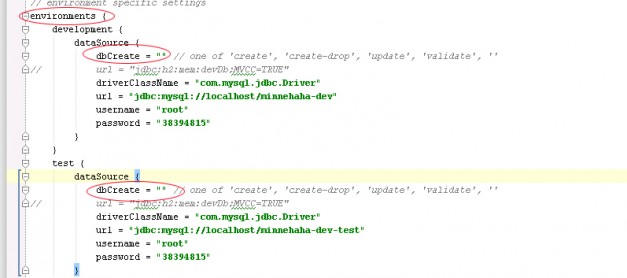 // environment specific settings
environments {
development {
dataSource {
dbCreate = "" // one of 'create', 'create-drop', 'update', 'validate', ''
// url = "jdbc:h2:mem:devDb;MVCC=TRUE"
driverClassName = "com.mysql.jdbc.Driver"
url = "jdbc:mysql://localhost/minnehaha-dev"
username = "root"
password = "38394815"
}
}
test {
dataSource {
dbCreate = "" // one of 'create', 'create-drop', 'update', 'validate', ''
// url = "jdbc:h2:mem:devDb;MVCC=TRUE"
driverClassName = "com.mysql.jdbc.Driver"
url = "jdbc:mysql://localhost/minnehaha-dev-test"
username = "root"
password = "38394815"
}